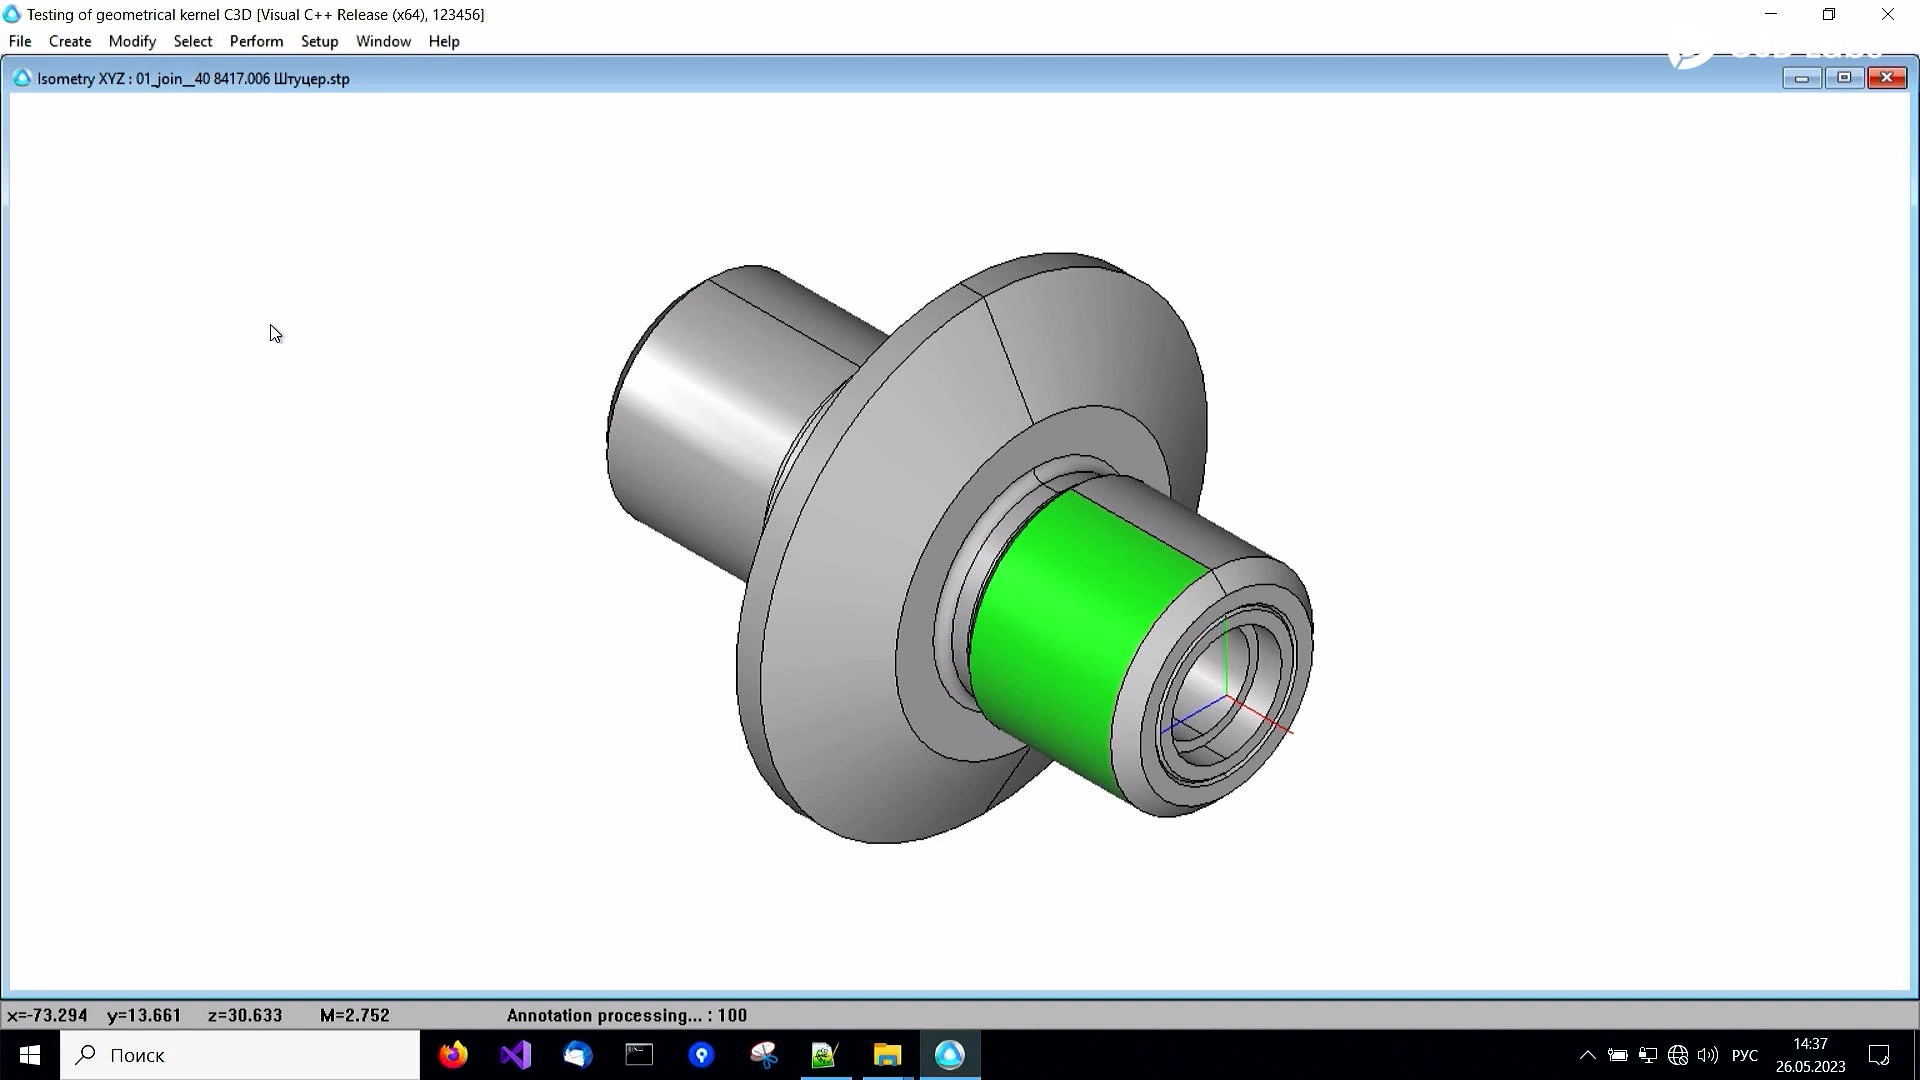 Testing of geometrical kernel C3D [Visual C++ Release (x64), 123456]
File Create Modify Select Perform Setup Window Help
Isometry XYZ : 01_join__40 8417.006 Штуцер.stp
x=-73.294 y=13.661 z=30.633 M=2.752 Annotation processing... : 100
Поиск
РУС
14:37
26.05.2023